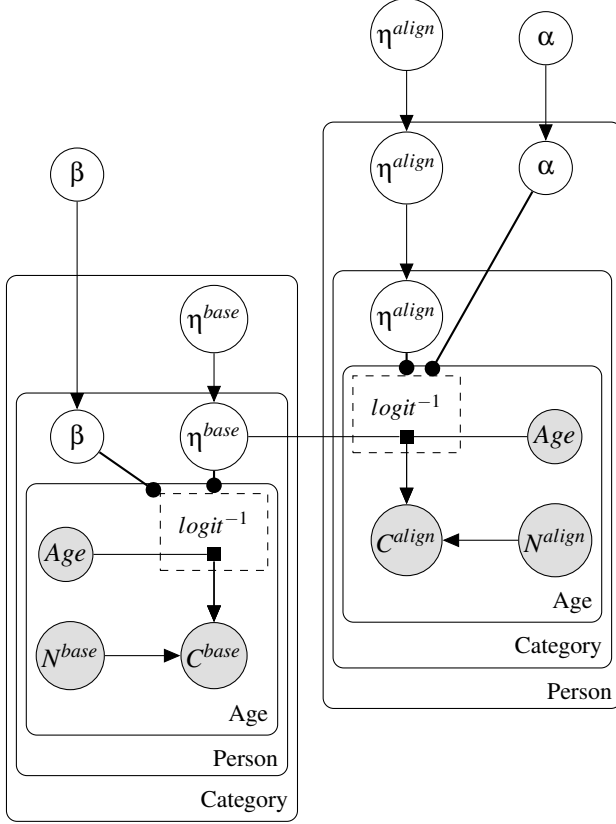 η^align α
β η^align α
η^base η^align
β η^base logit⁻¹ Age
logit⁻¹
Age C^align N^align
N^base C^base Age
Age Category
Person Person
Category